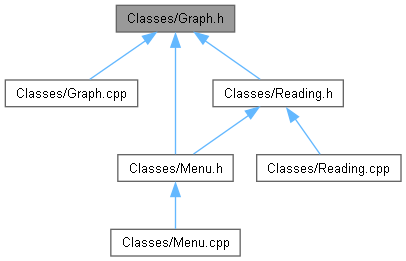 Classes/Graph.h
Classes/Graph.cpp
Classes/Reading.h
Classes/Menu.h
Classes/Reading.cpp
Classes/Menu.cpp